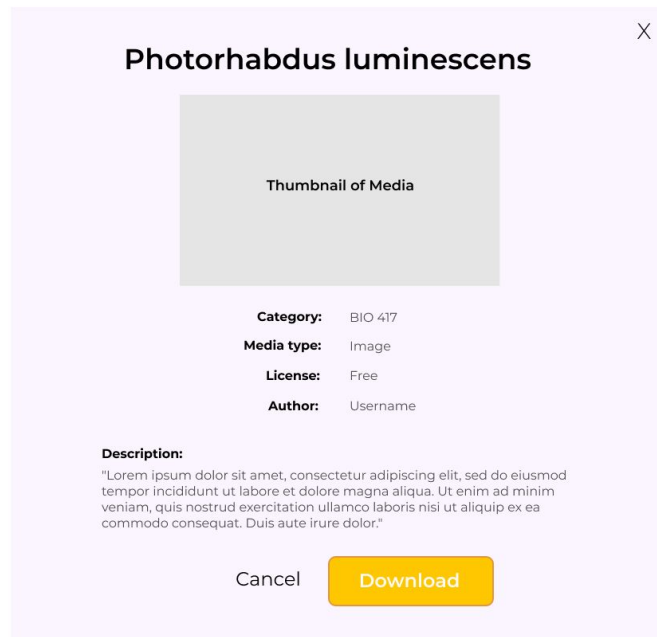 X
Photorhabdus luminescens
Thumbnail of Media
Category: BIO 417
Media type: Image
License: Free
Author: Username
Description:
"Lorem ipsum dolor sit amet, consectetur adipiscing elit, sed do eiusmod
tempor incididunt ut labore et dolore magna aliqua. Ut enim ad minim
veniam, quis nostrud exercitation ullamco laboris nisi ut aliquip ex ea
commodo consequat. Duis aute irure dolor."
Cancel Download